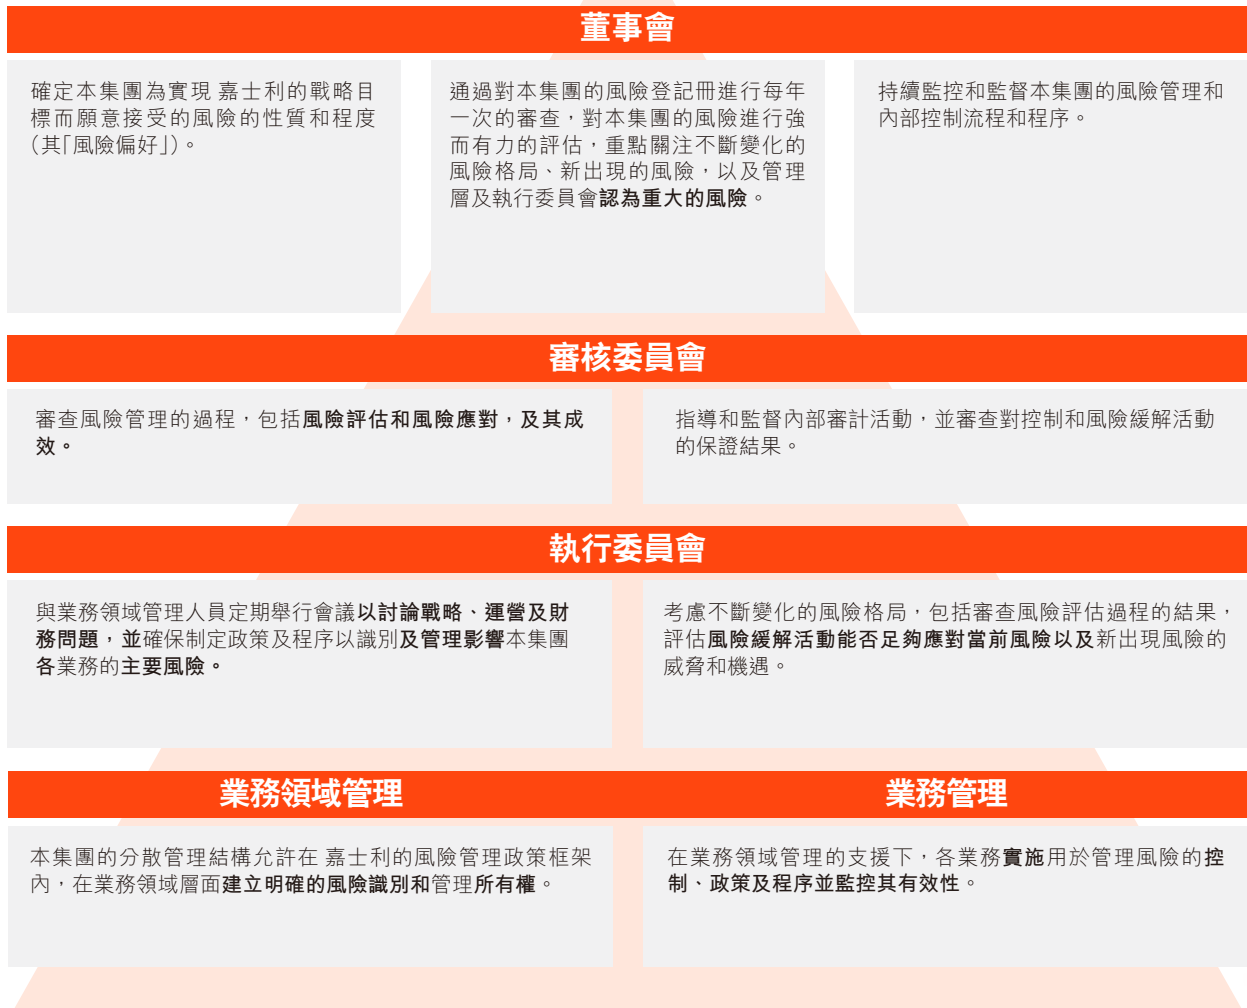 董事會
確定本集團為實現 嘉士利的戰略目
標而願意接受的風險的性質和程度
（其「風險偏好」）。
通過對本集團的風險登記冊進行每年
一次的審查，對本集團的風險進行強
而有力的評估，重點關注不斷變化的
風險格局、新出現的風險，以及管理
層及執行委員會認為重大的風險。
持續監控和監督本集團的風險管理和
內部控制流程和程序。
審核委員會
審查風險管理的過程，包括風險評估和風險應對，及其成
效。
指導和監督內部審計活動，並審查對控制和風險緩解活動
的保證結果。
執行委員會
與業務領域管理人員定期舉行會議以討論戰略、運營及財
務問題，並確保制定政策及程序以識別及管理影響本集團
各業務的主要風險。
考慮不斷變化的風險格局，包括審查風險評估過程的結果，
評估風險緩解活動能否足夠應對當前風險以及新出現風險的
威脅和機遇。
業務領域管理
業務管理
本集團的分散管理結構允許在 嘉士利的風險管理政策框架
內，在業務領域層面建立明確的風險識別和管理所有權。
在業務領域管理的支援下，各業務實施用於管理風險的控
制、政策及程序並監控其有效性。